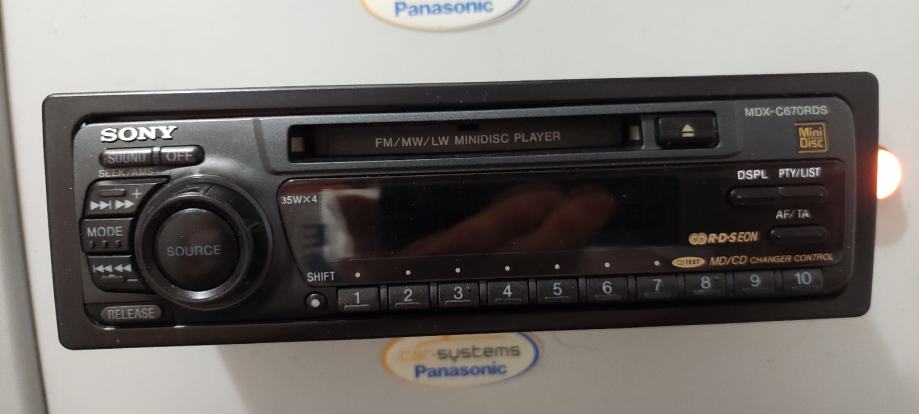 Panasonic
SONY
MDX-C670RDS
FM/MW/LW MINIDISC PLAYER
Mini
Disc
SOUND OFF
SEEK/AMS
DSPL PTY/LIST
35W×4
+
MODE
SOURCE
AF/TA
R·D·S EON
SHIFT
CD TEXT MD/CD CHANGER CONTROL
1 2 3 4 5 6 7 8 9 10
RELEASE
car-systems
Panasonic